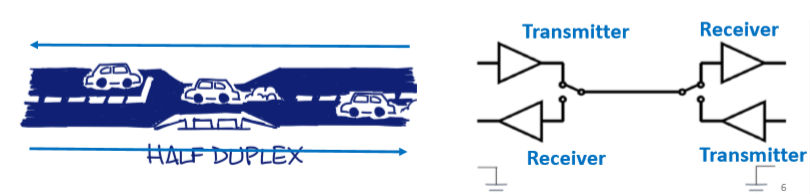 HALF DUPLEX
Transmitter
Receiver
Receiver
Transmitter
6